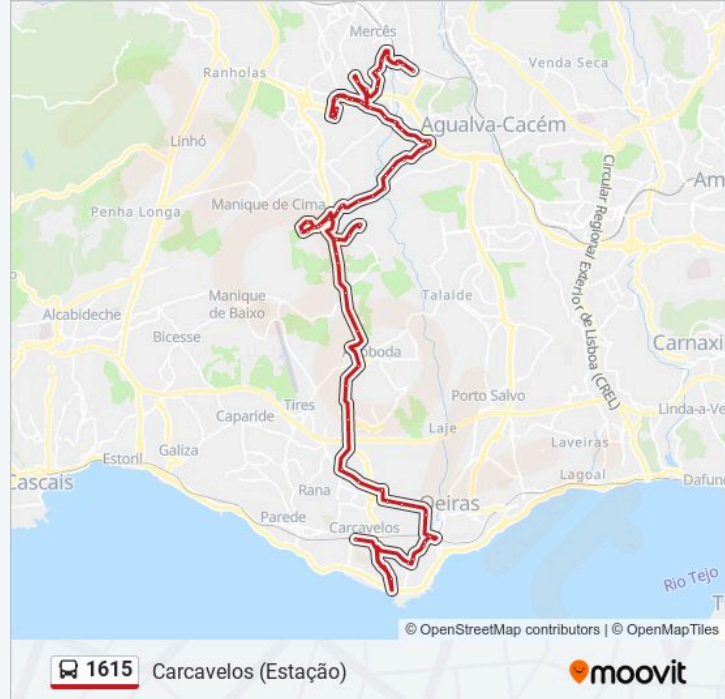 Mercês
Ranholas
Venda Seca
Agualva-Cacém
Linhó
Am
Penha Longa
Manique de Cima
Circular Regional Exterior de Lisboa (CREL)
Manique
de Baixo
Talaíde
Alcabideche
Bicesse
Carnaxi
Porto Salvo
Linda-a-Ve
Tires
Caparide
Laje
Laveiras
Galiza
Estoril
Lagoal
Dafun
Cascais
Rana
Oeiras
Parede
Carcavelos
Rio Tejo
T
© OpenStreetMap contributors | © OpenMapTiles
1615 Carcavelos (Estação) moovit